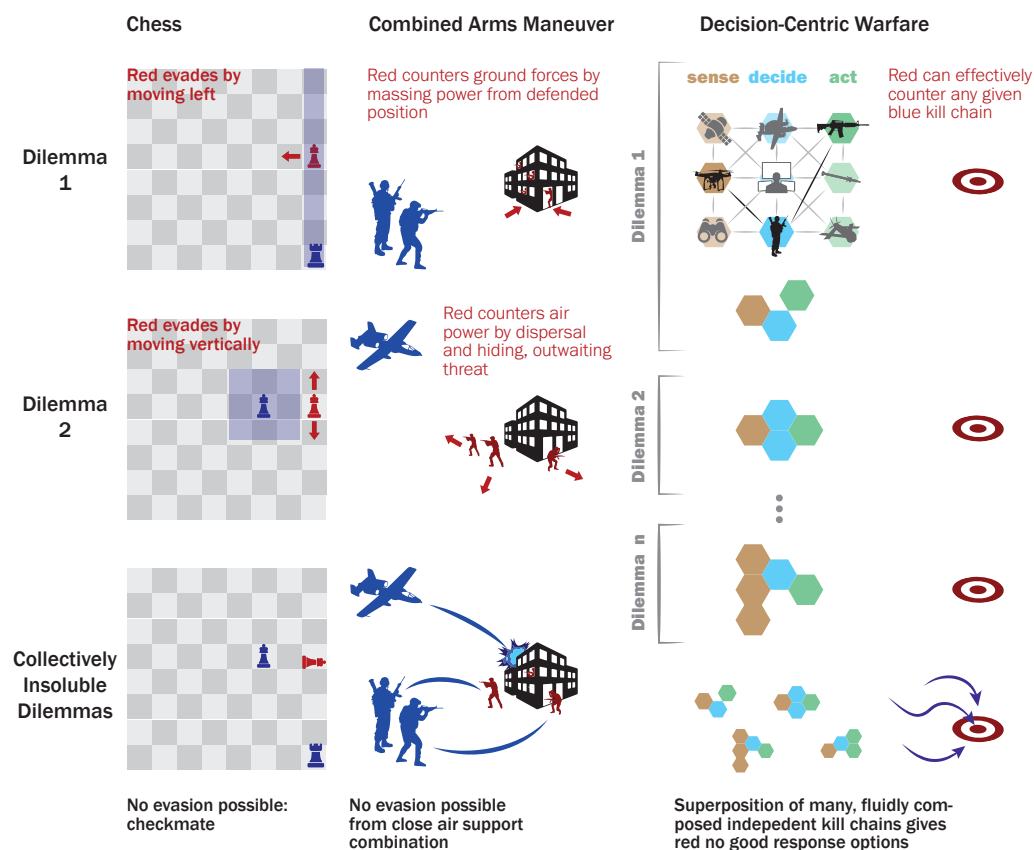 Chess
Combined Arms Maneuver
Decision-Centric Warfare
Dilemma
1
Red evades by
moving left
Red counters ground forces by
massing power from defended
position
Dilemma 1
sense decide act
Red can effectively
counter any given
blue kill chain
Dilemma
2
Red evades by
moving vertically
Red counters air
power by dispersal
and hiding, outwaiting
threat
Dilemma 2
Dilemma n
Collectively
Insoluble
Dilemmas
No evasion possible:
checkmate
No evasion possible
from close air support
combination
Superposition of many, fluidly com-
posed indepedent kill chains gives
red no good response options